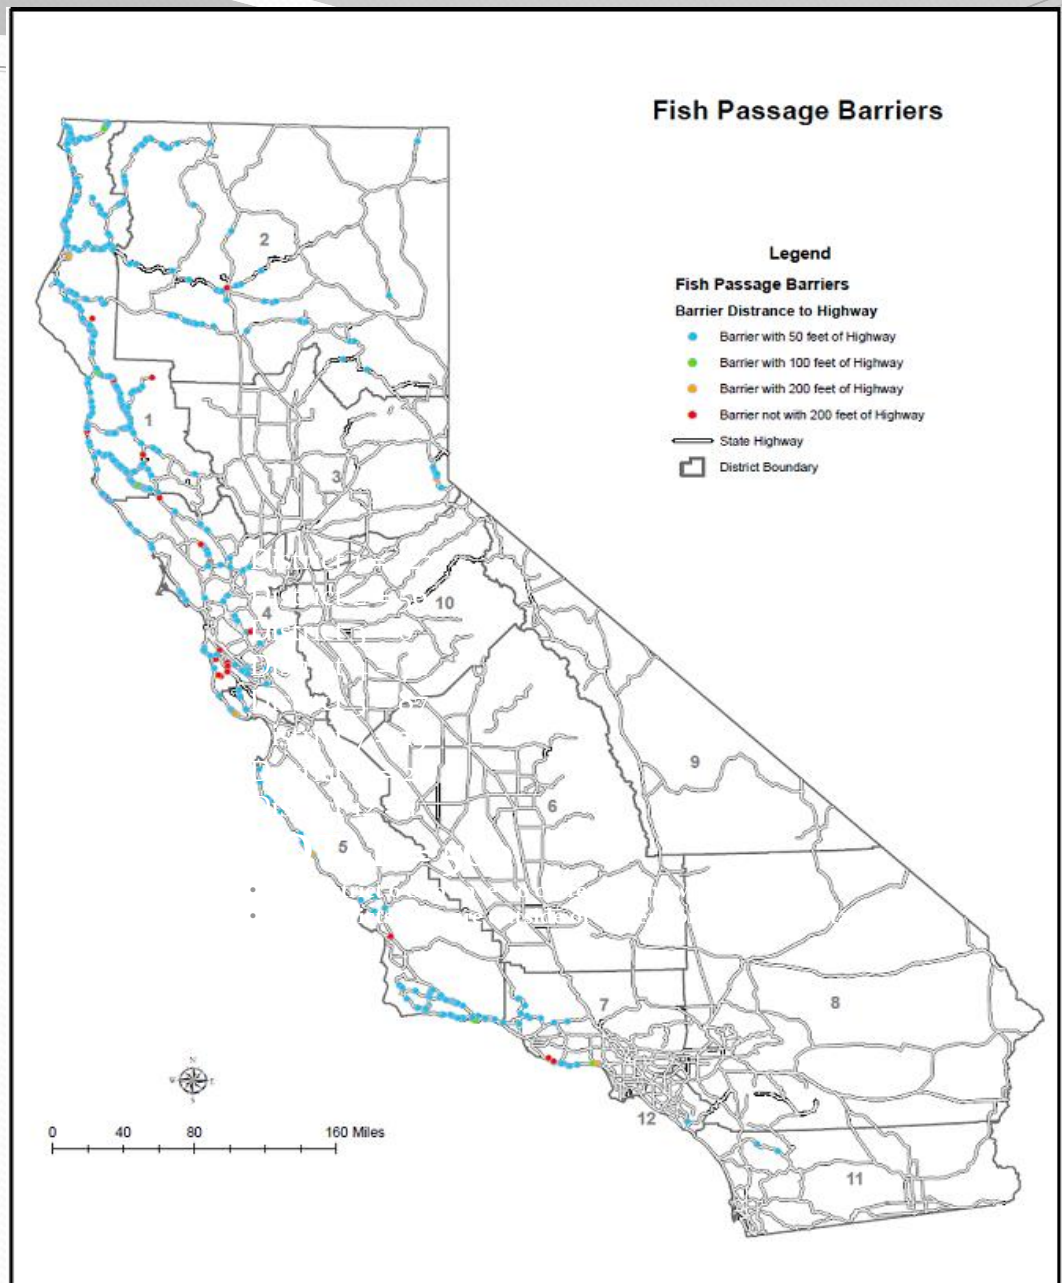 Fish Passage Barriers
Legend
Fish Passage Barriers
Barrier Distrance to Highway
Barrier with 50 feet of Highway
Barrier with 100 feet of Highway
Barrier with 200 feet of Highway
Barrier not with 200 feet of Highway
State Highway
District Boundary
2
1
3
4
10
9
6
5
8
7
12
11
N
W
E
S
0 40 80 160 Miles